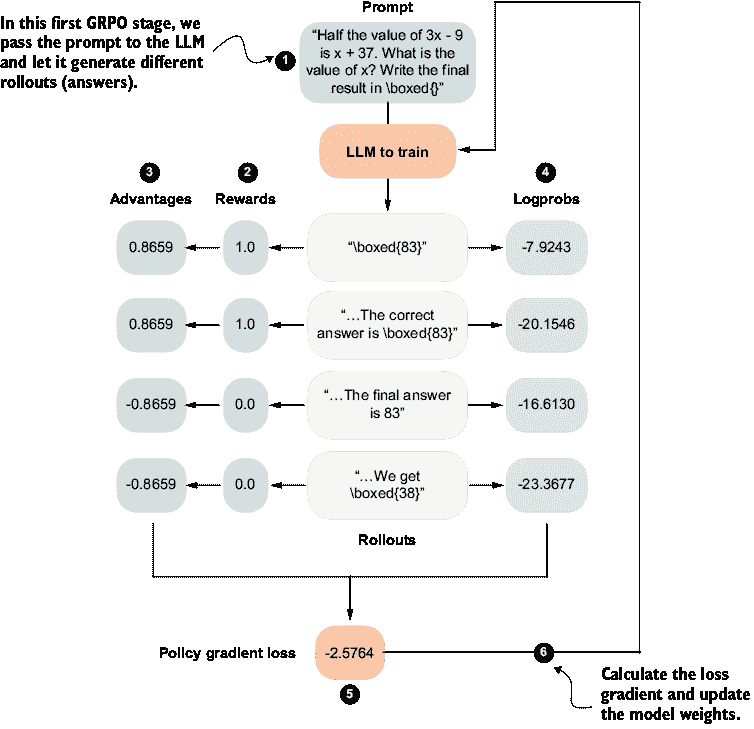 Prompt
In this first GRPO stage, we
pass the prompt to the LLM
and let it generate different
rollouts (answers).
1
“Half the value of 3x - 9
is x + 37. What is the
value of x? Write the final
result in \boxed{}”
LLM to train
3
2
4
Advantages
Rewards
Logprobs
0.8659
1.0
“\boxed{83}”
-7.9243
0.8659
1.0
“…The correct
answer is \boxed{83}”
-20.1546
-0.8659
0.0
“…The final answer
is 83”
-16.6130
-0.8659
0.0
“…We get
\boxed{38}”
-23.3677
Rollouts
Policy gradient loss
-2.5764
6
5
Calculate the loss
gradient and update
the model weights.